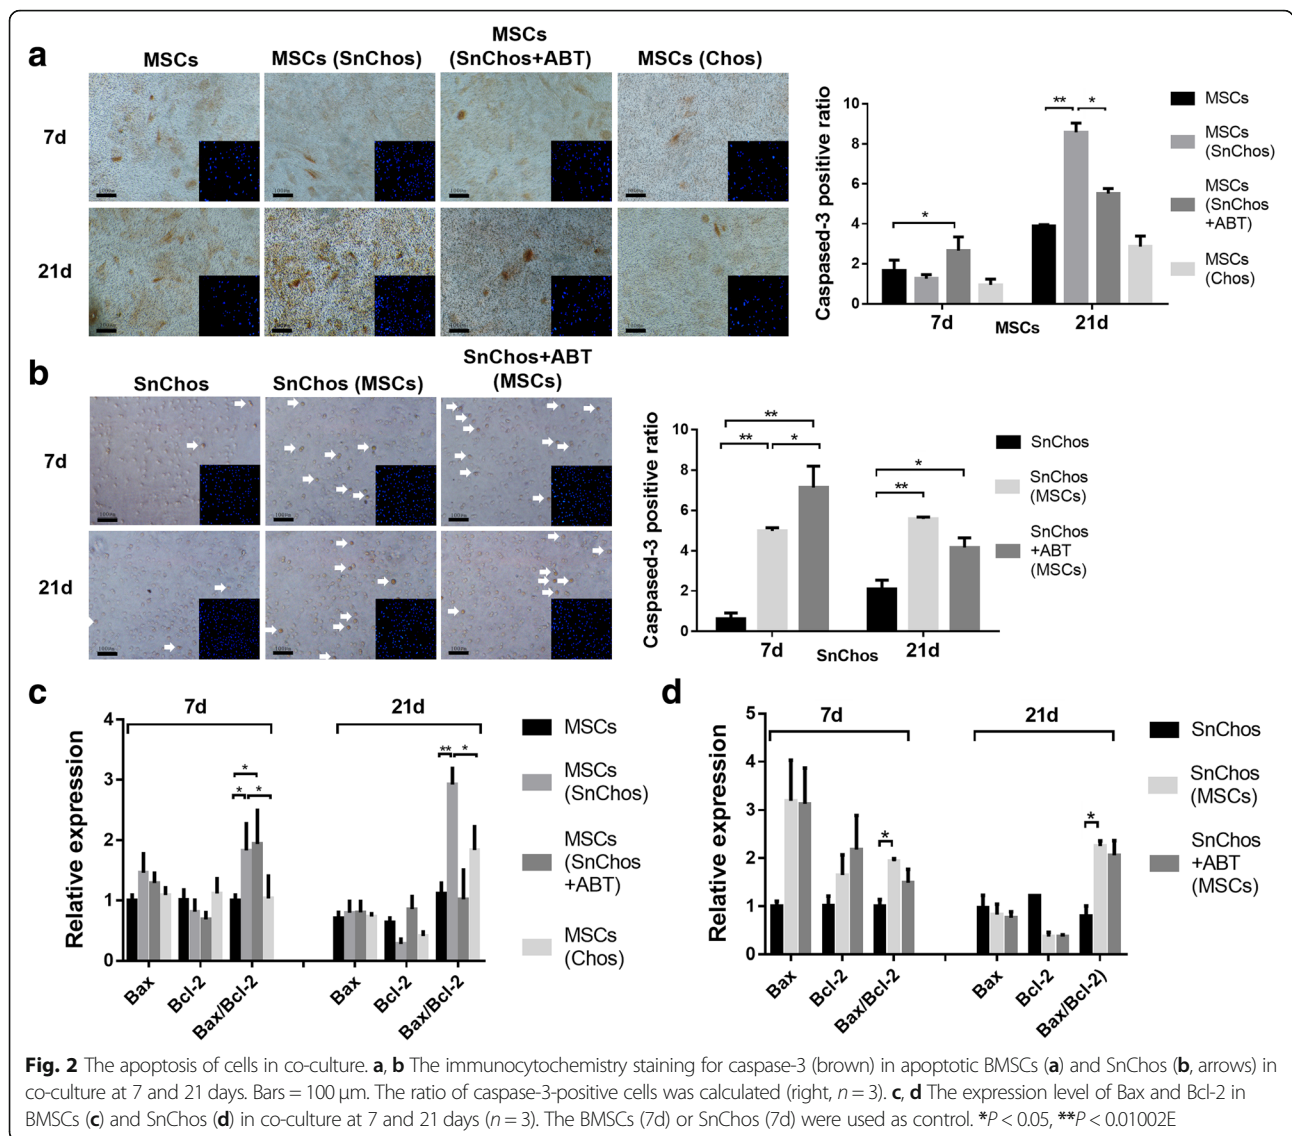 a
MSCs
MSCs (SnChos)
MSCs
(SnChos+ABT)
MSCs (Chos)
7d
21d
Caspased-3 positive ratio
10
8
6
4
2
0
*
**
*
7d
MSCs
21d
MSCs
MSCs
(SnChos)
MSCs
(SnChos
+ABT)
MSCs
(Chos)
b
SnChos
SnChos (MSCs)
SnChos+ABT
(MSCs)
7d
21d
Caspased-3 positive ratio
10
8
6
4
2
0
**
**
*
*
**
7d
SnChos
21d
SnChos
SnChos
(MSCs)
SnChos
+ABT
(MSCs)
c
7d
21d
Relative expression
4
3
2
1
0
*
*
*
**
*
Bax
Bcl-2
Bax/Bcl-2
Bax
Bcl-2
Bax/Bcl-2
MSCs
MSCs
(SnChos)
MSCs
(SnChos
+ABT)
MSCs
(Chos)
d
7d
21d
Relative expression
5
4
3
2
1
0
*
*
Bax
Bcl-2
Bax/Bcl-2
Bax
Bcl-2
Bax/Bcl-2)
SnChos
SnChos
(MSCs)
SnChos
+ABT
(MSCs)
Fig. 2 The apoptosis of cells in co-culture. a, b The immunocytochemistry staining for caspase-3 (brown) in apoptotic BMSCs (a) and SnChos (b, arrows) in
co-culture at 7 and 21 days. Bars = 100 μm. The ratio of caspase-3-positive cells was calculated (right, n = 3). c, d The expression level of Bax and Bcl-2 in
BMSCs (c) and SnChos (d) in co-culture at 7 and 21 days (n = 3). The BMSCs (7d) or SnChos (7d) were used as control. *P < 0.05, **P < 0.01002E